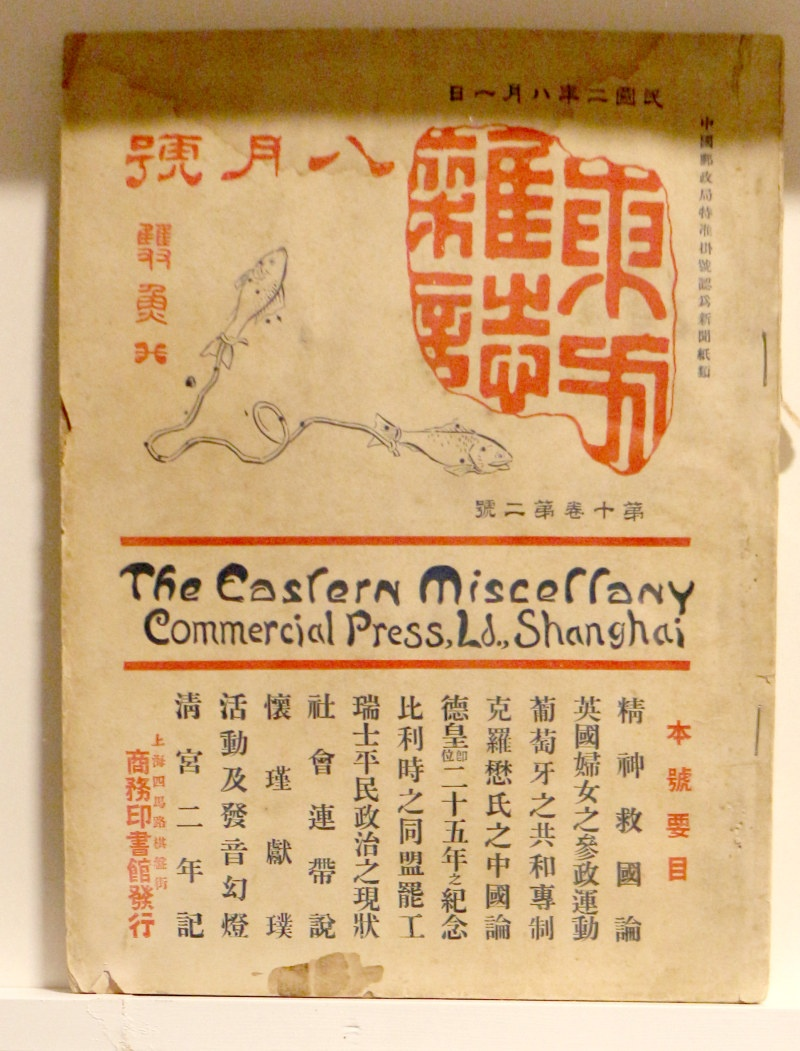 民國二年八月一日
中國郵政局特准掛號認爲新聞紙類
東方
雜誌
八月號
雙魚
第十卷第二號
The Eastern Miscellany
Commercial Press, Ld., Shanghai
本號要目
精神救國論
英國婦女之參政運動
葡萄牙之共和專制
克羅懋氏之中國論
德皇卽位二十五年之紀念
比利時之同盟罷工
瑞士平民政治之現狀
社會連帶說
懷瑾獻璞
活動及發音幻燈
清宮二年記
上海四馬路棋盤街
商務印書館發行